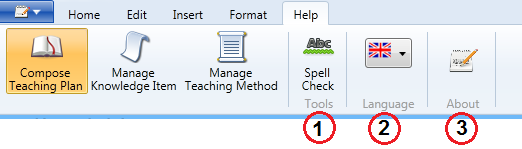 Home Edit Insert Format Help
Compose Manage Manage Abc Spell
Teaching Plan Knowledge Item Teaching Method Check
Tools Language About
1 2 3